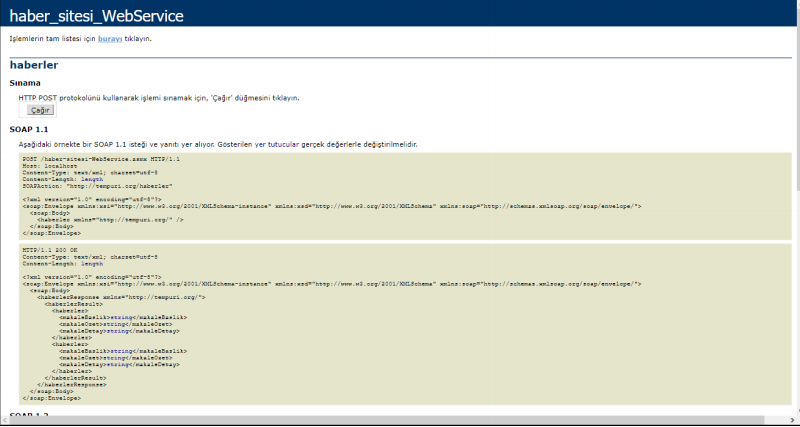 haber_sitesi_WebService
İşlemlerin tam listesi için burayı tıklayın.
haberler
Sınama
HTTP POST protokolünü kullanarak işlemi sınamak için, 'Çağır' düğmesini tıklayın.
Çağır
SOAP 1.1
Aşağıdaki örnekte bir SOAP 1.1 isteği ve yanıtı yer alıyor. Gösterilen yer tutucular gerçek değerlerle değiştirilmelidir.
POST /haber-sitesi-WebService.asmx HTTP/1.1
Host: localhost
Content-Type: text/xml; charset=utf-8
Content-Length: length
SOAPAction: "http://tempuri.org/haberler"
<?xml version="1.0" encoding="utf-8"?>
<soap:Envelope xmlns:xsi="http://www.w3.org/2001/XMLSchema-instance" xmlns:xsd="http://www.w3.org/2001/XMLSchema" xmlns:soap="http://schemas.xmlsoap.org/soap/envelope/">
<soap:Body>
<haberler xmlns="http://tempuri.org/" />
</soap:Body>
</soap:Envelope>
HTTP/1.1 200 OK
Content-Type: text/xml; charset=utf-8
Content-Length: length
<?xml version="1.0" encoding="utf-8"?>
<soap:Envelope xmlns:xsi="http://www.w3.org/2001/XMLSchema-instance" xmlns:xsd="http://www.w3.org/2001/XMLSchema" xmlns:soap="http://schemas.xmlsoap.org/soap/envelope/">
<soap:Body>
<haberlerResponse xmlns="http://tempuri.org/">
<haberlerResult>
<haberler>
<makaleBaslik>string</makaleBaslik>
<makaleOzet>string</makaleOzet>
<makaleDetay>string</makaleDetay>
</haberler>
<haberler>
<makaleBaslik>string</makaleBaslik>
<makaleOzet>string</makaleOzet>
<makaleDetay>string</makaleDetay>
</haberler>
</haberlerResult>
</haberlerResponse>
</soap:Body>
</soap:Envelope>